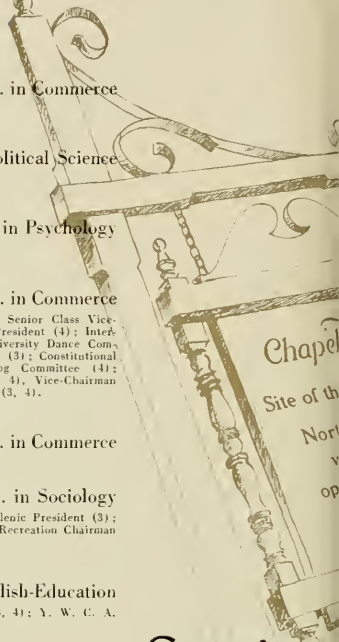 . in Commerce
olitical Science
in Psychology
. in Commerce
Senior Class Vice-
resident (4); Inter-
iversity Dance Com-
(3); Constitutional
og Committee (4);
4), Vice-Chairman
(3, 4).
. in Commerce
. in Sociology
lenic President (3);
Recreation Chairman
lish-Education
, 4); Y. W. C. A.
Chapel
Site of th
Nort
w
op